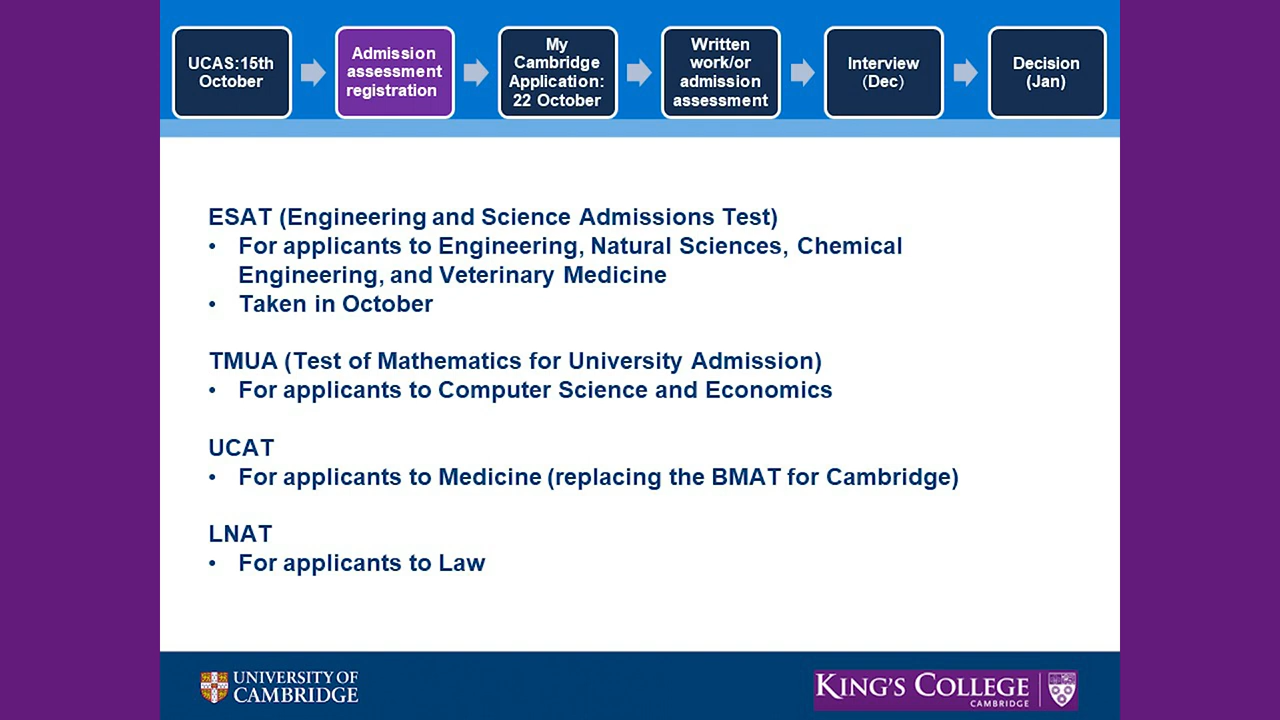 UCAS:15th
October
Admission
assessment
registration
My
Cambridge
Application:
22 October
Written
work/or
admission
assessment
Interview
(Dec)
Decision
(Jan)
ESAT (Engineering and Science Admissions Test)
• For applicants to Engineering, Natural Sciences, Chemical
Engineering, and Veterinary Medicine
• Taken in October
TMUA (Test of Mathematics for University Admission)
• For applicants to Computer Science and Economics
UCAT
• For applicants to Medicine (replacing the BMAT for Cambridge)
LNAT
• For applicants to Law
UNIVERSITY OF
CAMBRIDGE
KING'S COLLEGE
CAMBRIDGE